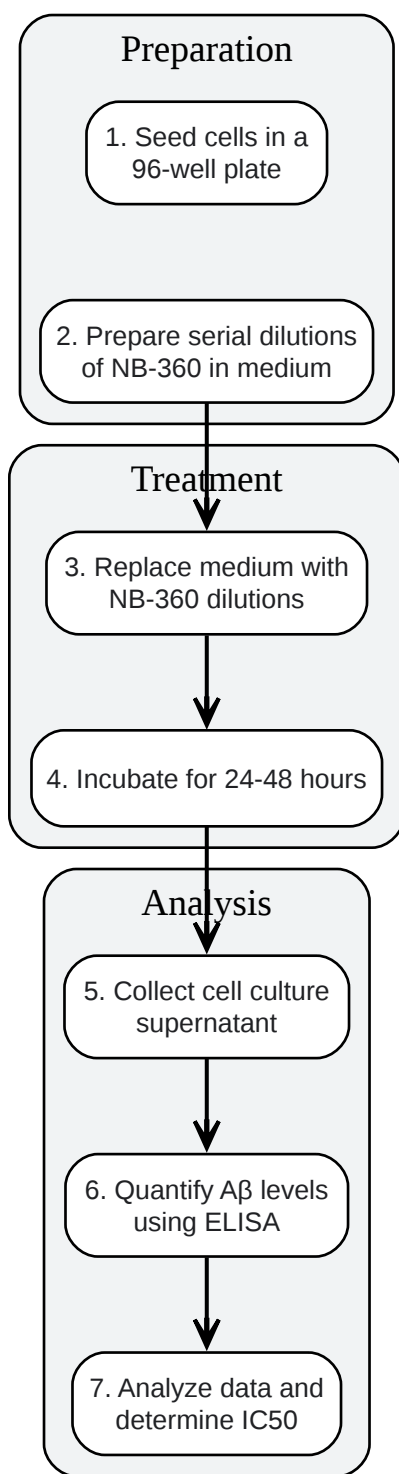 Preparation
1. Seed cells in a
96-well plate
2. Prepare serial dilutions
of NB-360 in medium
Treatment
3. Replace medium with
NB-360 dilutions
4. Incubate for 24-48 hours
Analysis
5. Collect cell culture
supernatant
6. Quantify Aβ levels
using ELISA
7. Analyze data and
determine IC50